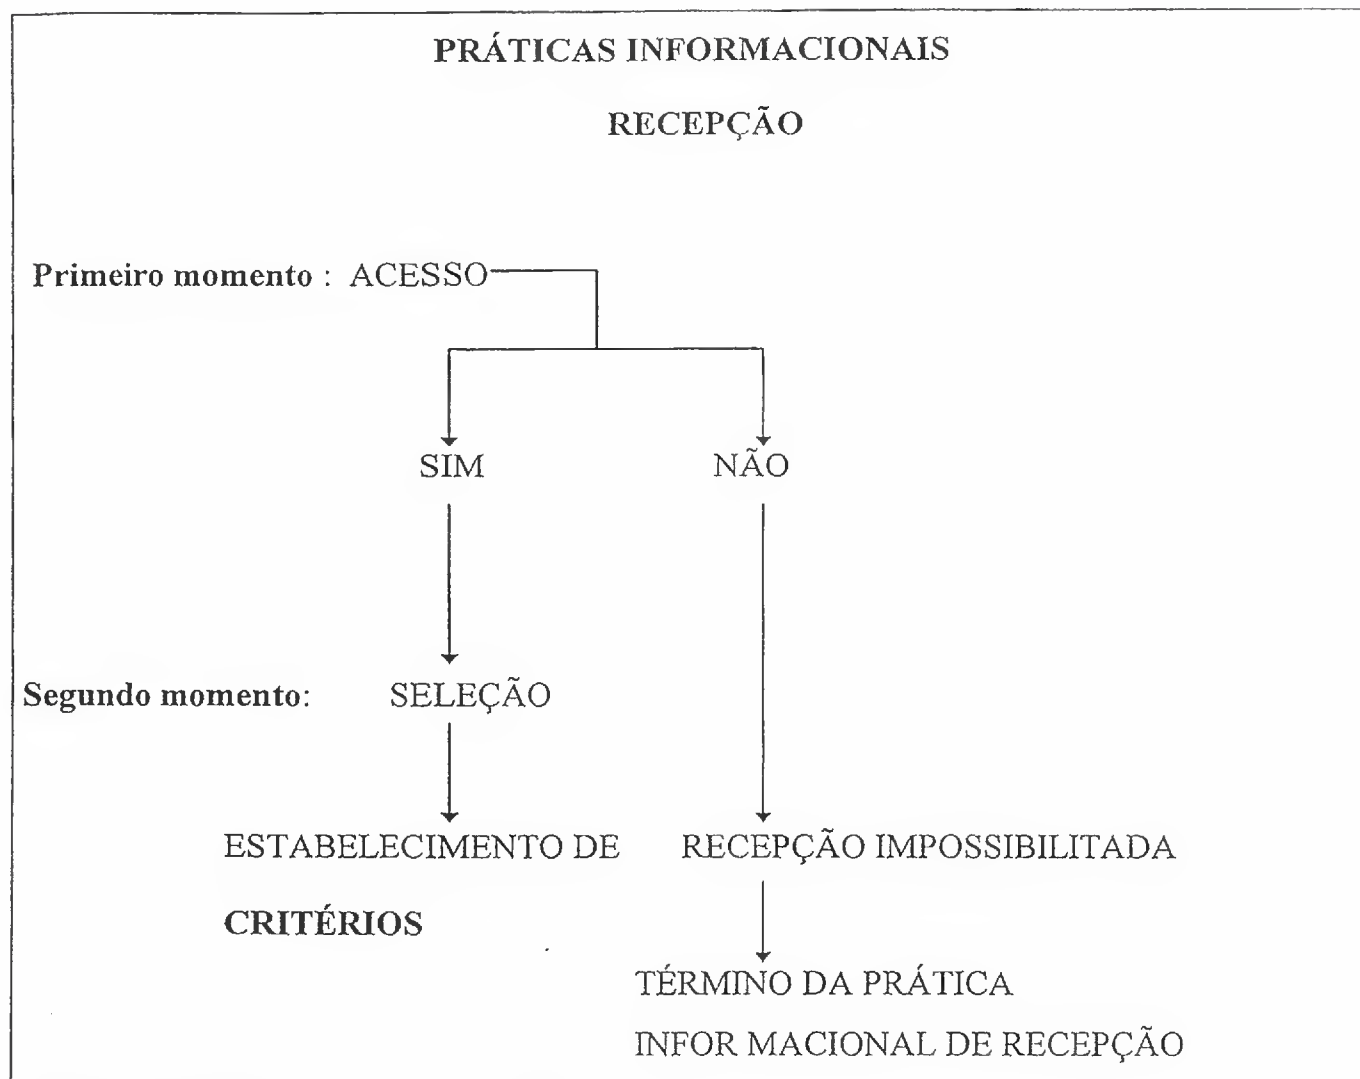 PRÁTICAS INFORMACIONAIS
RECEPÇÃO
Primeiro momento : ACESSO
SIM NÃO
Segundo momento: SELEÇÃO
ESTABELECIMENTO DE RECEPÇÃO IMPOSSIBILITADA
CRITÉRIOS
TÉRMINO DA PRÁTICA
INFOR MACIONAL DE RECEPÇÃO